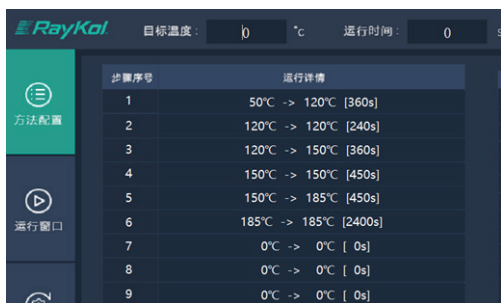 RayKol 目标温度: 0 °C 运行时间: 0 s
步骤序号 运行详情
方法配置
1 50℃ -> 120℃ [360s]
2 120℃ -> 120℃ [240s]
3 120℃ -> 150℃ [360s]
4 150℃ -> 150℃ [450s]
5 150℃ -> 185℃ [450s]
运行窗口
6 185℃ -> 185℃ [2400s]
7 0℃ -> 0℃ [ 0s]
8 0℃ -> 0℃ [ 0s]
9 0℃ -> 0℃ [ 0s]